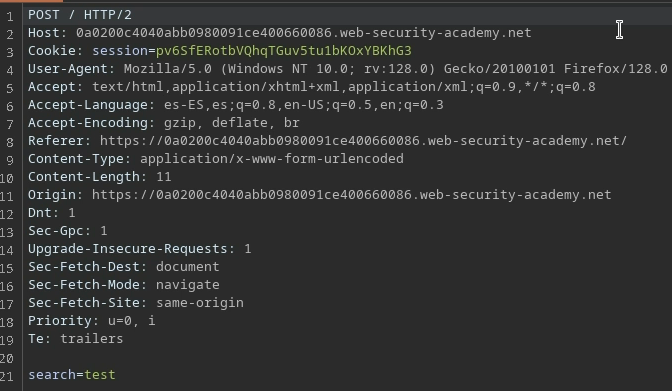 1 POST / HTTP/2
2 Host: 0a0200c4040abb0980091ce400660086.web-security-academy.net
3 Cookie: session=pv6SfERotbVQhqTGuv5tu1bKOxYBKhG3
4 User-Agent: Mozilla/5.0 (Windows NT 10.0; rv:128.0) Gecko/20100101 Firefox/128.0
5 Accept: text/html,application/xhtml+xml,application/xml;q=0.9,*/*;q=0.8
6 Accept-Language: es-ES,es;q=0.8,en-US;q=0.5,en;q=0.3
7 Accept-Encoding: gzip, deflate, br
8 Referer: https://0a0200c4040abb0980091ce400660086.web-security-academy.net/
9 Content-Type: application/x-www-form-urlencoded
10 Content-Length: 11
11 Origin: https://0a0200c4040abb0980091ce400660086.web-security-academy.net
12 Dnt: 1
13 Sec-Gpc: 1
14 Upgrade-Insecure-Requests: 1
15 Sec-Fetch-Dest: document
16 Sec-Fetch-Mode: navigate
17 Sec-Fetch-Site: same-origin
18 Priority: u=0, i
19 Te: trailers
20
21 search=test